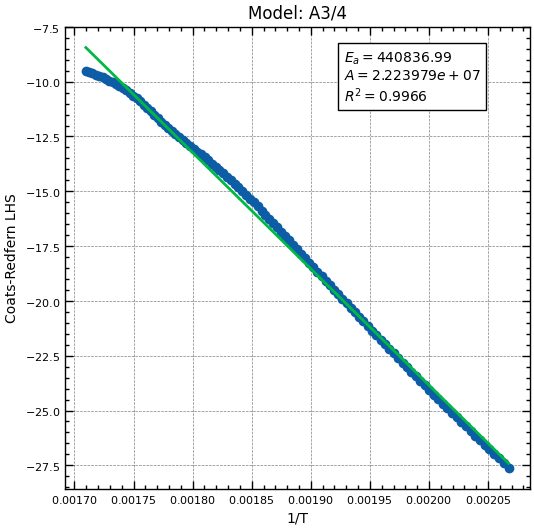 Model: A3/4
Eₐ = 440836.99
A = 2.223979e + 07
R² = 0.9966
Coats-Redfern LHS
−7.5
−10.0
−12.5
−15.0
−17.5
−20.0
−22.5
−25.0
−27.5
0.00170 0.00175 0.00180 0.00185 0.00190 0.00195 0.00200 0.00205
1/T